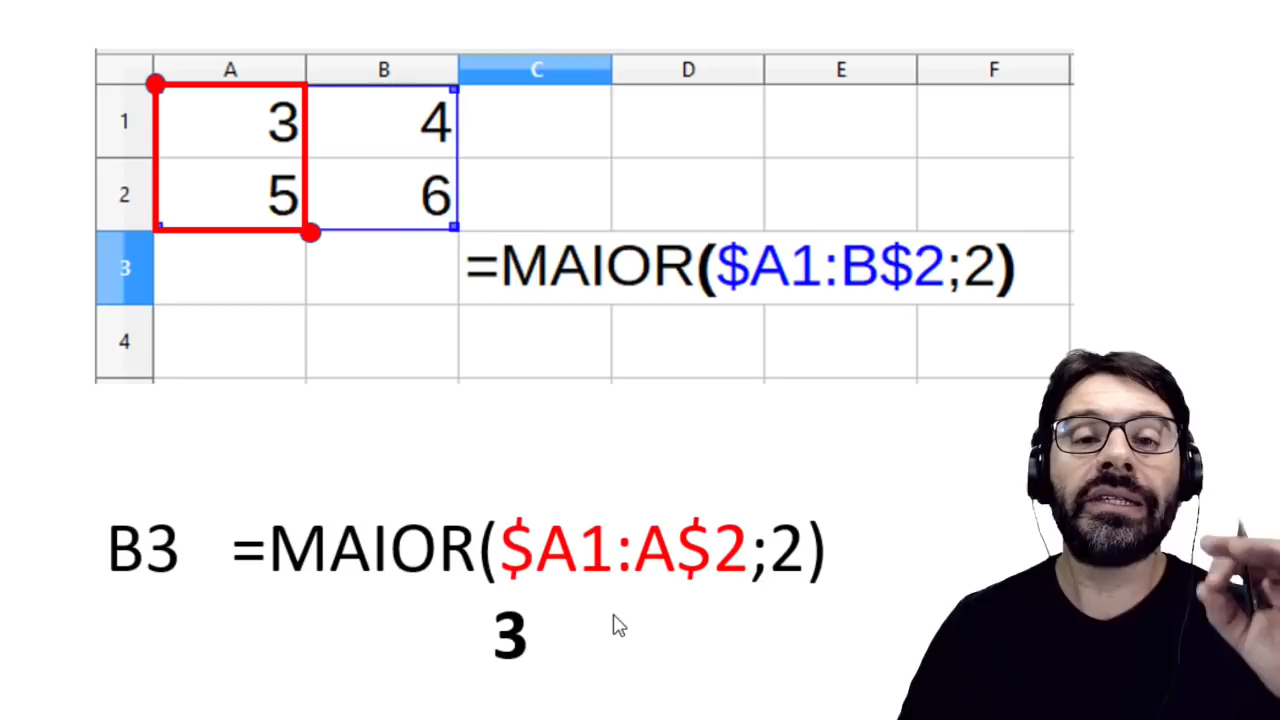 A B C D E F
1 3 4
2 5 6
3 =MAIOR($A1:B$2;2)
4
B3 =MAIOR($A1:A$2;2)
3